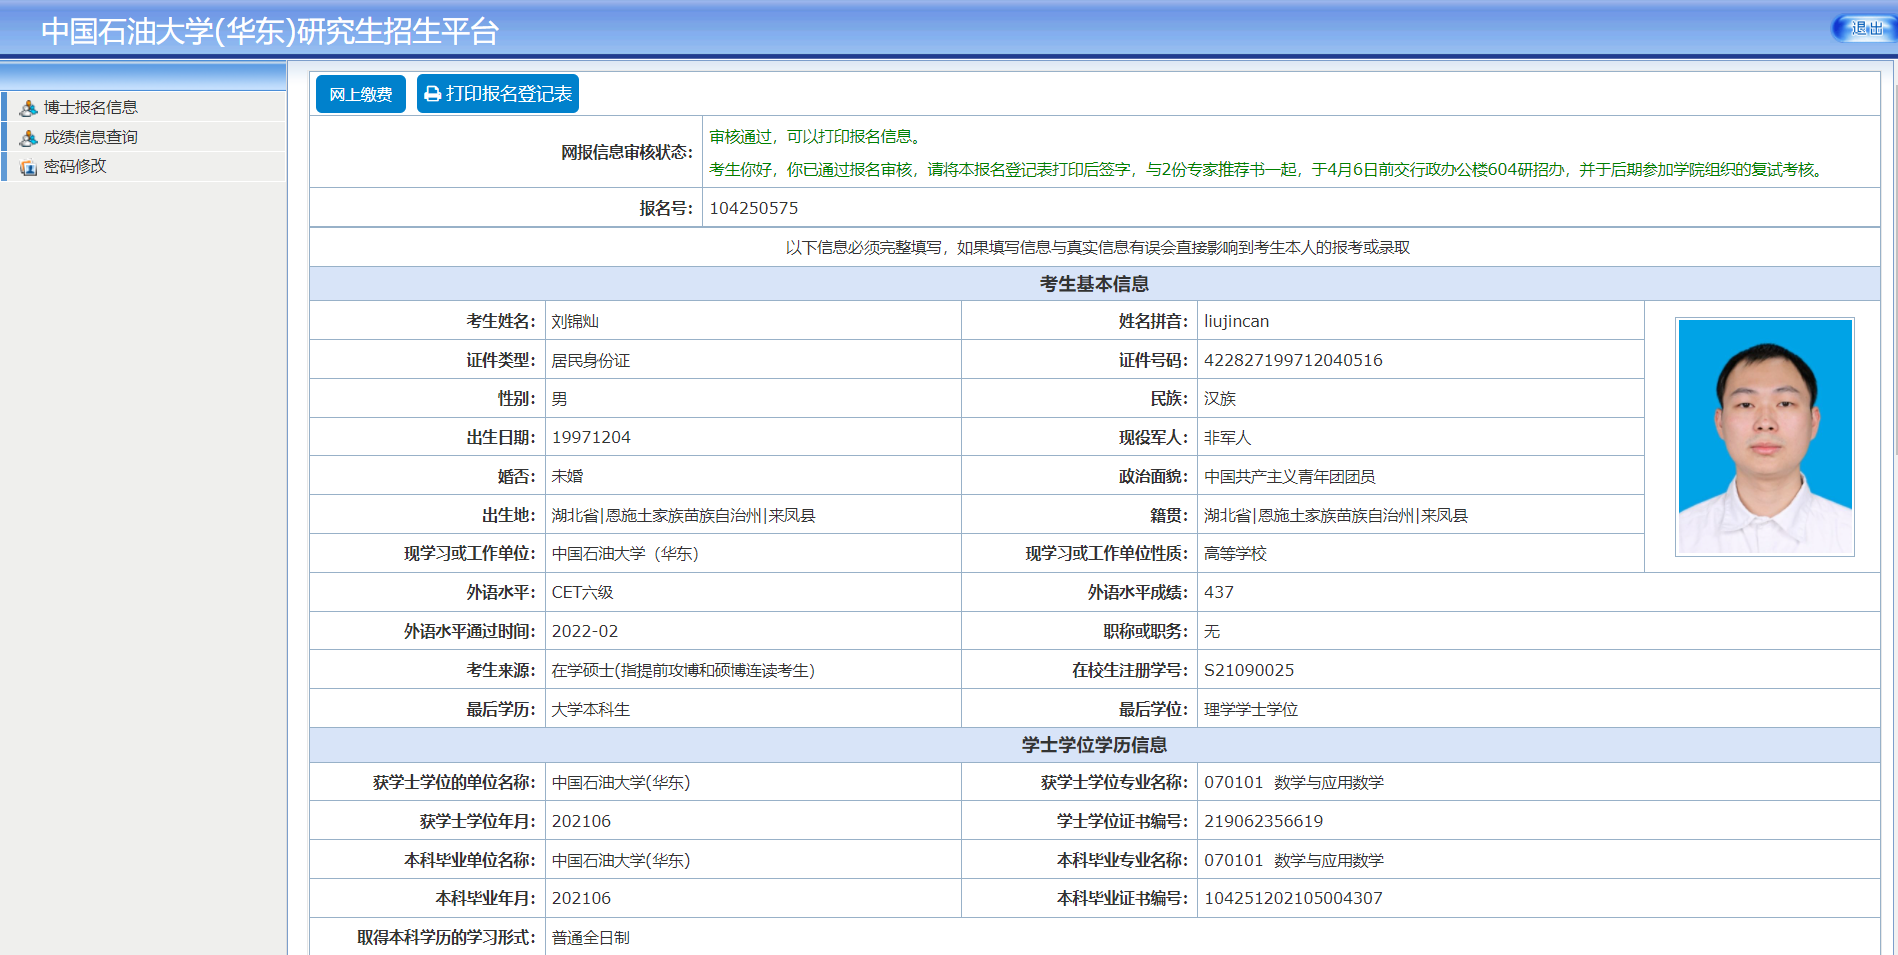 中国石油大学(华东)研究生招生平台
退出
博士报名信息
成绩信息查询
密码修改
网上缴费 打印报名登记表
网报信息审核状态： 审核通过，可以打印报名信息。
考生你好，你已通过报名审核，请将本报名登记表打印后签字，与2份专家推荐书一起，于4月6日前交行政办公楼604研招办，并于后期参加学院组织的复试考核。
报名号： 104250575
以下信息必须完整填写，如果填写信息与真实信息有误会直接影响到考生本人的报考或录取
考生基本信息
考生姓名： 刘锦灿 姓名拼音： liujincan
证件类型： 居民身份证 证件号码： 422827199712040516
性别： 男 民族： 汉族
出生日期： 19971204 现役军人： 非军人
婚否： 未婚 政治面貌： 中国共产主义青年团团员
出生地： 湖北省|恩施土家族苗族自治州|来凤县 籍贯： 湖北省|恩施土家族苗族自治州|来凤县
现学习或工作单位： 中国石油大学（华东） 现学习或工作单位性质： 高等学校
外语水平： CET六级 外语水平成绩： 437
外语水平通过时间： 2022-02 职称或职务： 无
考生来源： 在学硕士(指提前攻博和硕博连读考生) 在校生注册学号： S21090025
最后学历： 大学本科生 最后学位： 理学学士学位
学士学位学历信息
获学士学位的单位名称： 中国石油大学(华东) 获学士学位专业名称： 070101 数学与应用数学
获学士学位年月： 202106 学士学位证书编号： 219062356619
本科毕业单位名称： 中国石油大学(华东) 本科毕业专业名称： 070101 数学与应用数学
本科毕业年月： 202106 本科毕业证书编号： 104251202105004307
取得本科学历的学习形式： 普通全日制